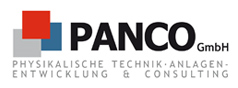 PANCO GmbH
PHYSIKALISCHE TECHNIK·ANLAGEN-
ENTWICKLUNG & CONSULTING